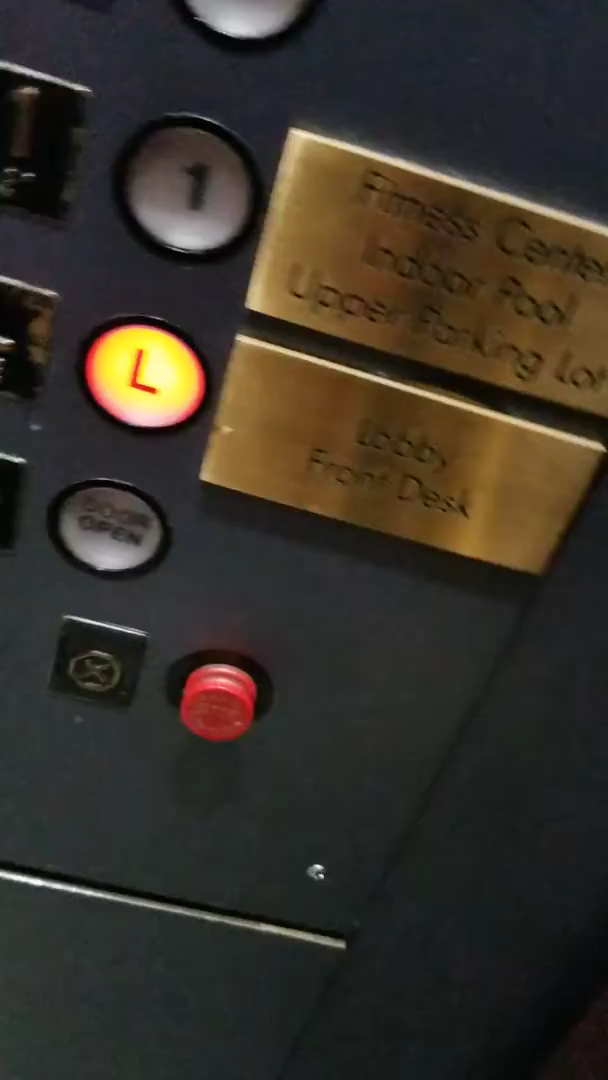 1
Fitness Center
Indoor Pool
Upper Parking Lot
L
Lobby
Front Desk
DOOR
OPEN